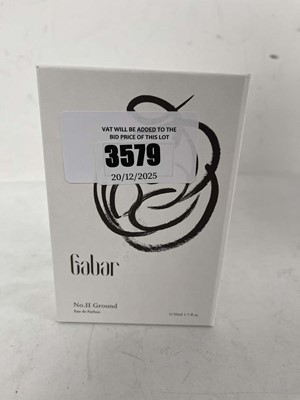 VAT WILL BE ADDED TO THE
BID PRICE OF THIS LOT
3579
20/12/2025
Gabar
No.II Ground
Eau de Parfum